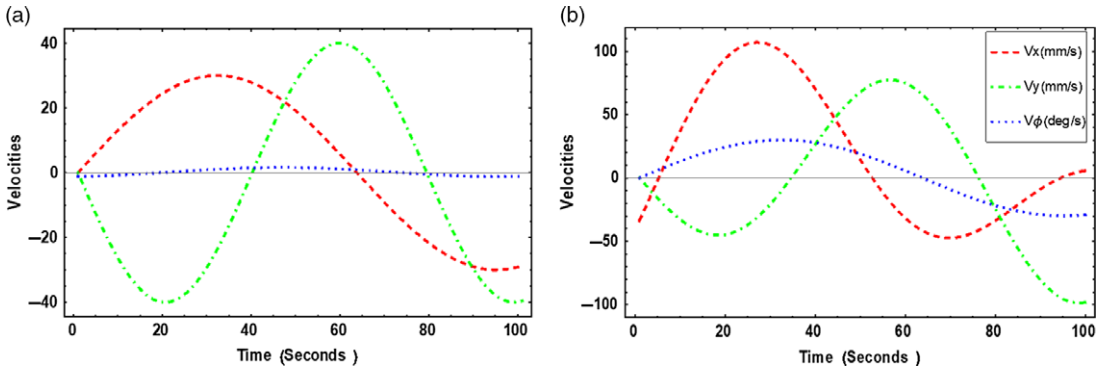 (a)
40
20
0
−20
−40
Velocities
0 20 40 60 80 100
Time (Seconds )
(b)
100
50
0
−50
−100
Velocities
0 20 40 60 80 100
Time (Seconds )
Vx(mm/s)
Vy(mm/s)
Vϕ(deg/s)